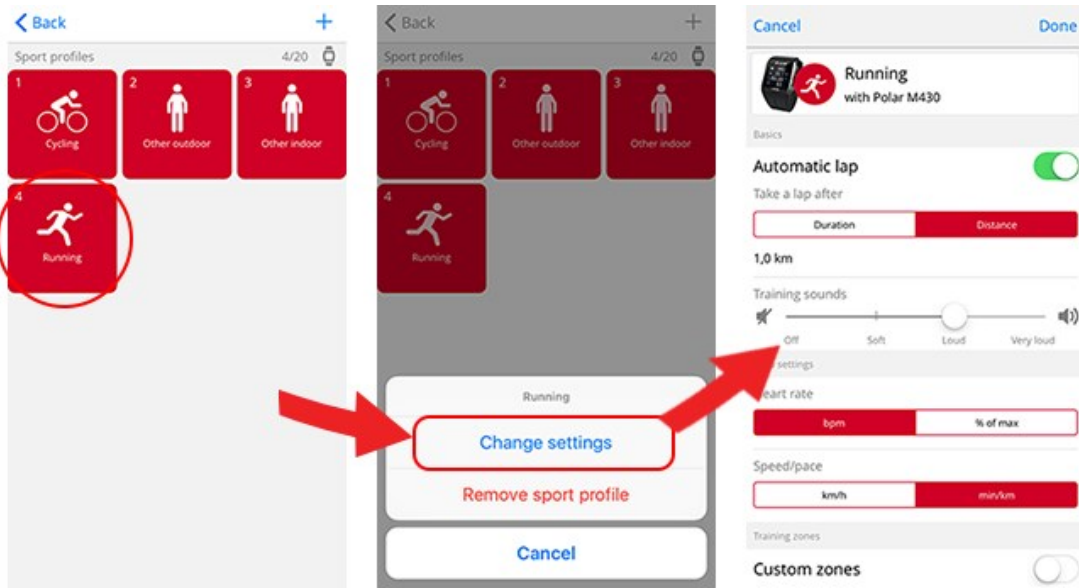 Back
Sport profiles 4/20
1
Cycling
2
Other outdoor
3
Other indoor
4
Running
Back
Sport profiles 4/20
1
Cycling
2
Other outdoor
3
Other indoor
4
Running
Running
Change settings
Remove sport profile
Cancel
Cancel Done
Running
with Polar M430
Basics
Automatic lap
Take a lap after
Duration Distance
1,0 km
Training sounds
Off Soft Loud Very loud
settings
eart rate
bpm % of max
Speed/pace
km/h min/km
Training zones
Custom zones